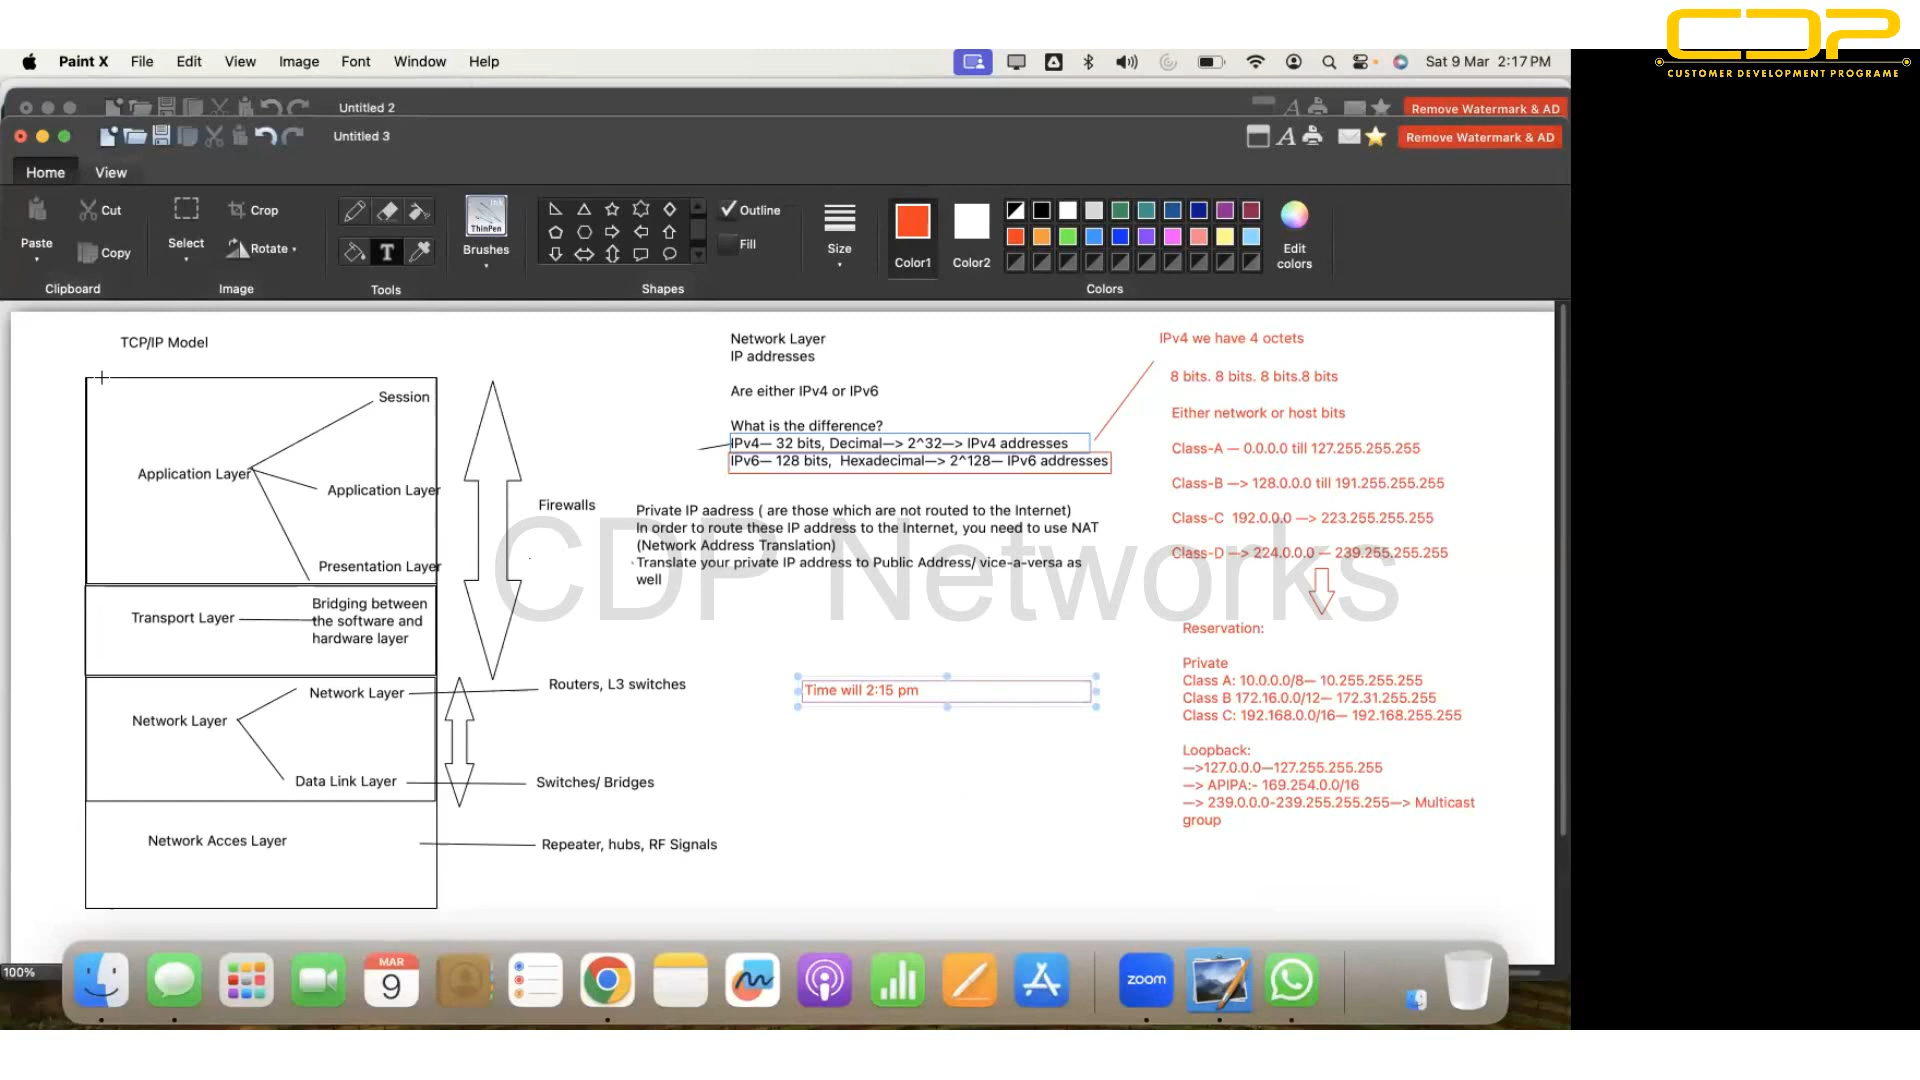 CDP
CUSTOMER DEVELOPMENT PROGRAME
Paint X File Edit View Image Font Window Help
Sat 9 Mar 2:17 PM
Untitled 2
Remove Watermark & AD
Untitled 3
Remove Watermark & AD
Home View
Paste
Cut
Copy
Clipboard
Select
Crop
Rotate
Image
T
Tools
Ink
ThinPen
Brushes
Shapes
Outline
Fill
Size
Color1
Color2
Colors
Edit
colors
TCP/IP Model
Session
Application Layer
Application Layer
Presentation Layer
Transport Layer
Bridging between
the software and
hardware layer
Network Layer
Network Layer
Data Link Layer
Network Acces Layer
Firewalls
Routers, L3 switches
Switches/ Bridges
Repeater, hubs, RF Signals
Network Layer
IP addresses
Are either IPv4 or IPv6
What is the difference?
IPv4— 32 bits, Decimal—> 2^32—> IPv4 addresses
IPv6— 128 bits, Hexadecimal—> 2^128— IPv6 addresses
Private IP aadress ( are those which are not routed to the Internet)
In order to route these IP address to the Internet, you need to use NAT
(Network Address Translation)
Translate your private IP address to Public Address/ vice-a-versa as
well
Time will 2:15 pm
IPv4 we have 4 octets
8 bits. 8 bits. 8 bits.8 bits
Either network or host bits
Class-A — 0.0.0.0 till 127.255.255.255
Class-B —> 128.0.0.0 till 191.255.255.255
Class-C 192.0.0.0 —> 223.255.255.255
Class-D —> 224.0.0.0 — 239.255.255.255
Reservation:
Private
Class A: 10.0.0.0/8— 10.255.255.255
Class B 172.16.0.0/12— 172.31.255.255
Class C: 192.168.0.0/16— 192.168.255.255
Loopback:
—>127.0.0.0—127.255.255.255
—> APIPA:- 169.254.0.0/16
—> 239.0.0.0-239.255.255.255—> Multicast
group
CDP Networks
100%
MAR
9
zoom